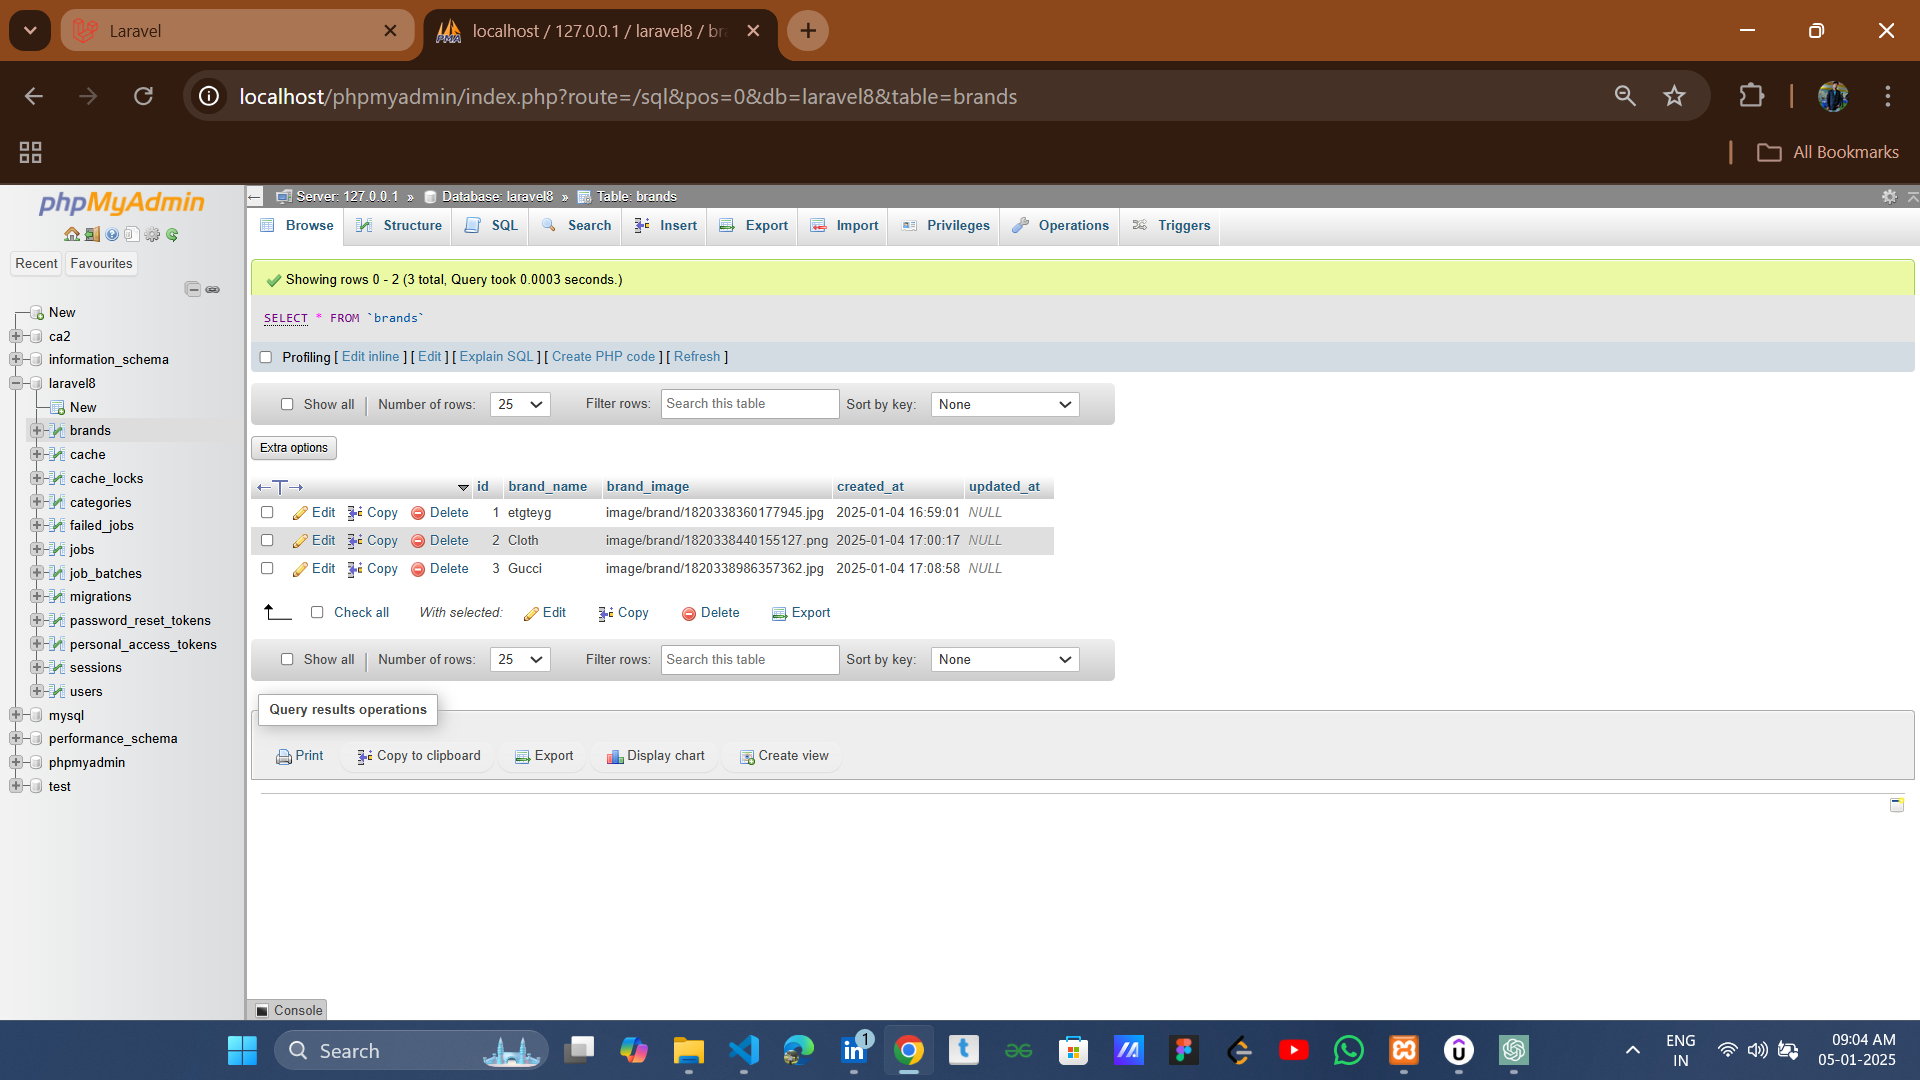 Laravel
localhost / 127.0.0.1 / laravel8 / bra
localhost/phpmyadmin/index.php?route=/sql&pos=0&db=laravel8&table=brands
All Bookmarks
phpMyAdmin
Recent
Favourites
New
ca2
information_schema
laravel8
New
brands
cache
cache_locks
categories
failed_jobs
jobs
job_batches
migrations
password_reset_tokens
personal_access_tokens
sessions
users
mysql
performance_schema
phpmyadmin
test
Server: 127.0.0.1 » Database: laravel8 » Table: brands
Browse Structure SQL Search Insert Export Import Privileges Operations Triggers
Showing rows 0 - 2 (3 total, Query took 0.0003 seconds.)
SELECT * FROM `brands`
Profiling [ Edit inline ] [ Edit ] [ Explain SQL ] [ Create PHP code ] [ Refresh ]
Show all Number of rows: 25 Filter rows: Search this table Sort by key: None
Extra options
id brand_name brand_image created_at updated_at
Edit Copy Delete 1 etgteyg image/brand/1820338360177945.jpg 2025-01-04 16:59:01 NULL
Edit Copy Delete 2 Cloth image/brand/1820338440155127.png 2025-01-04 17:00:17 NULL
Edit Copy Delete 3 Gucci image/brand/1820338986357362.jpg 2025-01-04 17:08:58 NULL
Check all With selected: Edit Copy Delete Export
Show all Number of rows: 25 Filter rows: Search this table Sort by key: None
Query results operations
Print Copy to clipboard Export Display chart Create view
Console
Search
1
ENG
IN
09:04 AM
05-01-2025